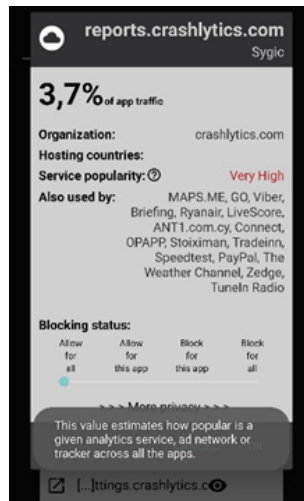 reports.crashlytics.com
Sygic
3,7% of app traffic
Organization: crashlytics.com
Hosting countries:
Service popularity: Very High
Also used by: MAPS.ME, GO, Viber,
Briefing, Ryanair, LiveScore,
ANT1.com.cy, Connect,
OPAPP, Stoiximan, Tradeinn,
Speedtest, PayPal, The
Weather Channel, Zedge,
TuneIn Radio
Blocking status:
Allow for all
Allow for this app
Block for this app
Block for all
> > > More privacy > > >
This value estimates how popular is a
given analytics service, ad network or
tracker across all the apps.
[...]ttings.crashlytics.c